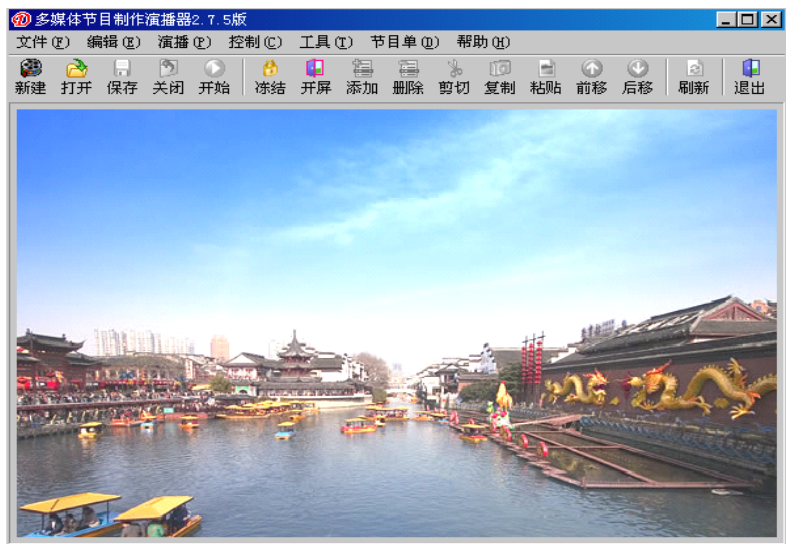 多媒体节目制作演播器2.7.5版
文件(F) 编辑(E) 演播(P) 控制(C) 工具(T) 节目单(D) 帮助(H)
新建 打开 保存 关闭 开始 冻结 开屏 添加 删除 剪切 复制 粘贴 前移 后移 刷新 退出